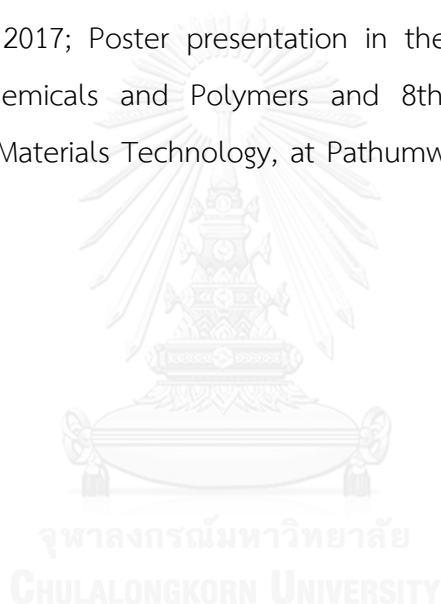 2017; Poster presentation in the
emicals and Polymers and 8th
Materials Technology, at Pathumw
จุฬาลงกรณ์มหาวิทยาลัย
CHULALONGKORN UNIVERSITY